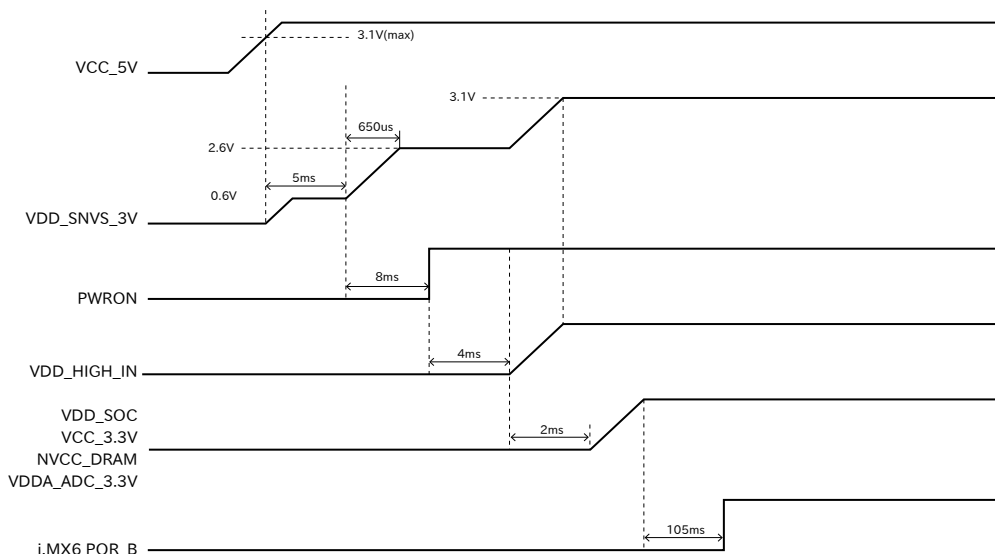 3.1V(max)
VCC_5V
3.1V
650us
2.6V
5ms
0.6V
VDD_SNVS_3V
8ms
PWRON
4ms
VDD_HIGH_IN
VDD_SOC
VCC_3.3V
2ms
NVCC_DRAM
VDDA_ADC_3.3V
105ms
i.MX6 POR_B